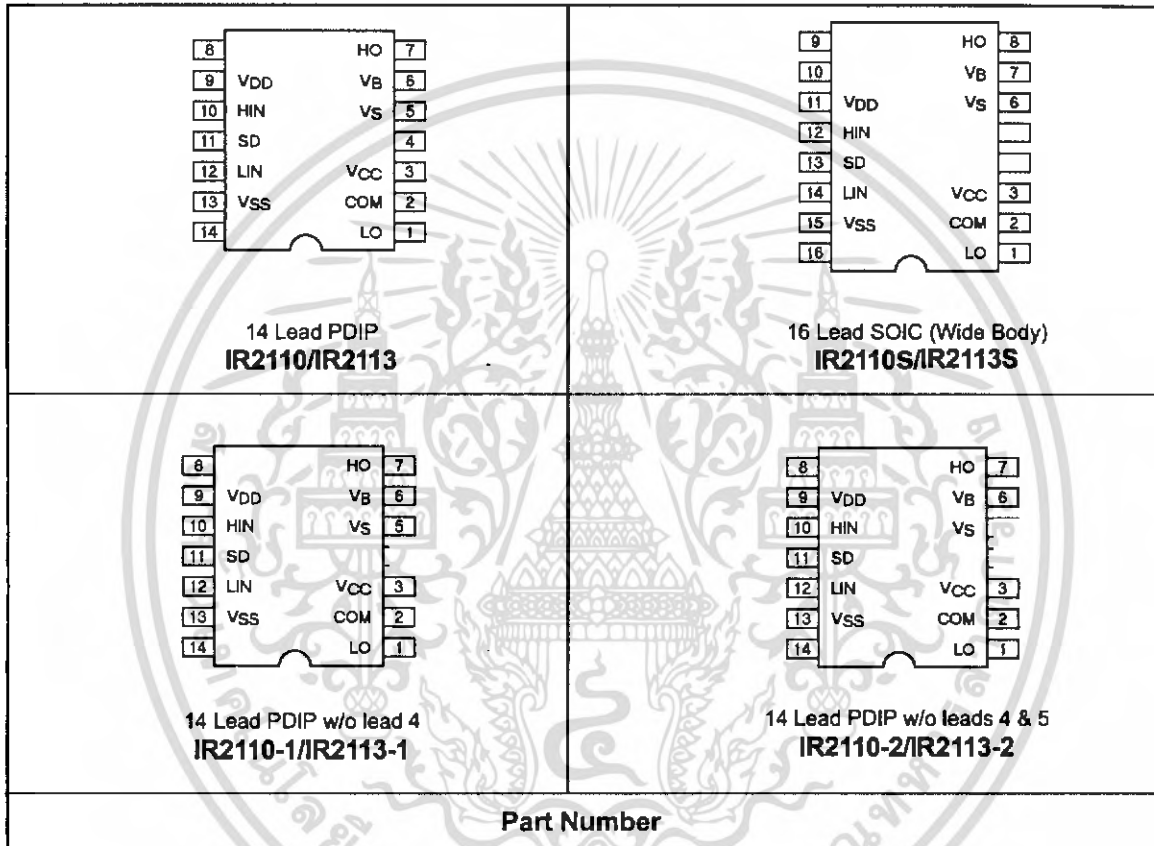 8 HO 7
9 VDD VB 6
10 HIN VS 5
11 SD 4
12 LIN VCC 3
13 VSS COM 2
14 LO 1
14 Lead PDIP
IR2110/IR2113
9 HO 8
10 VB 7
11 VDD VS 6
12 HIN
13 SD
14 LIN VCC 3
15 VSS COM 2
16 LO 1
16 Lead SOIC (Wide Body)
IR2110S/IR2113S
8 HO 7
9 VDD VB 6
10 HIN VS 5
11 SD
12 LIN VCC 3
13 VSS COM 2
14 LO 1
14 Lead PDIP w/o lead 4
IR2110-1/IR2113-1
8 HO 7
9 VDD VB 6
10 HIN VS
11 SD
12 LIN VCC 3
13 VSS COM 2
14 LO 1
14 Lead PDIP w/o leads 4 & 5
IR2110-2/IR2113-2
Part Number